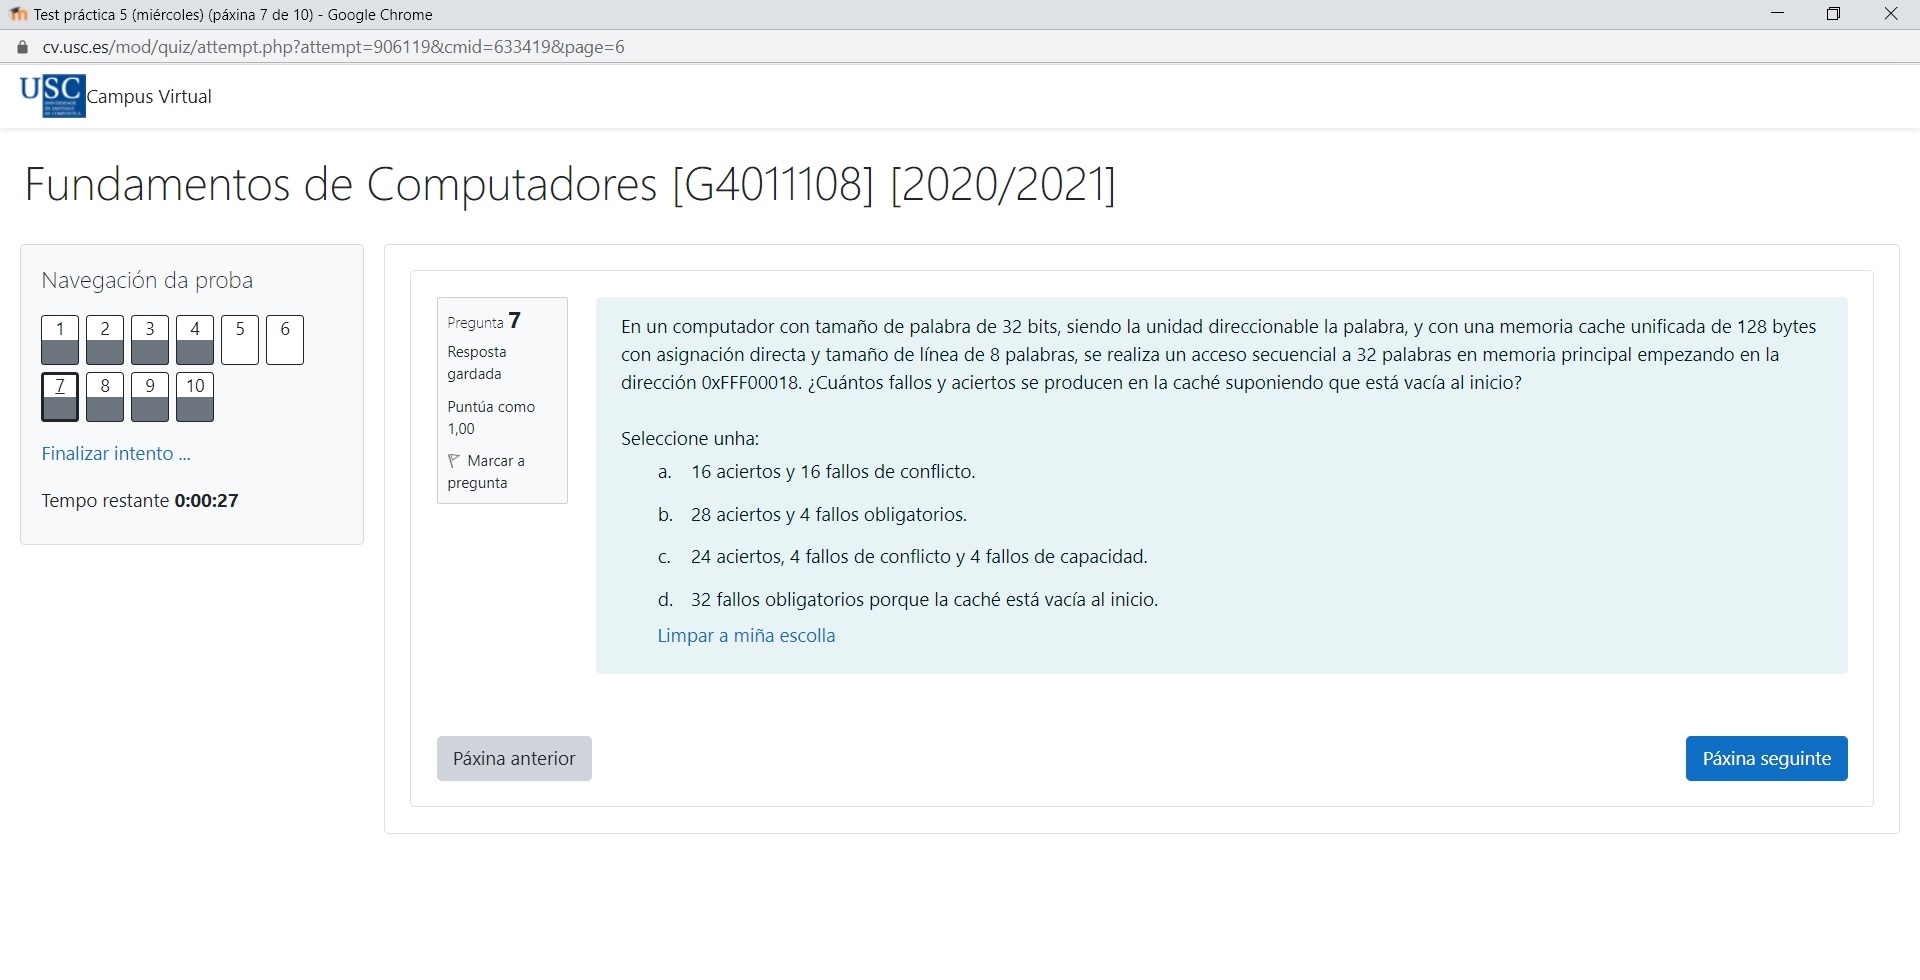 Test práctica 5 (miércoles) (páxina 7 de 10) - Google Chrome
cv.usc.es/mod/quiz/attempt.php?attempt=906119&cmid=633419&page=6
USC Campus Virtual
Fundamentos de Computadores [G4011108] [2020/2021]
Navegación da proba
1 2 3 4 5 6
7 8 9 10
Finalizar intento ...
Tempo restante 0:00:27
Pregunta 7
Resposta
gardada
Puntúa como
1,00
Marcar a
pregunta
En un computador con tamaño de palabra de 32 bits, siendo la unidad direccionable la palabra, y con una memoria cache unificada de 128 bytes
con asignación directa y tamaño de línea de 8 palabras, se realiza un acceso secuencial a 32 palabras en memoria principal empezando en la
dirección 0xFFF00018. ¿Cuántos fallos y aciertos se producen en la caché suponiendo que está vacía al inicio?
Seleccione unha:
a. 16 aciertos y 16 fallos de conflicto.
b. 28 aciertos y 4 fallos obligatorios.
c. 24 aciertos, 4 fallos de conflicto y 4 fallos de capacidad.
d. 32 fallos obligatorios porque la caché está vacía al inicio.
Limpar a miña escolla
Páxina anterior
Páxina seguinte